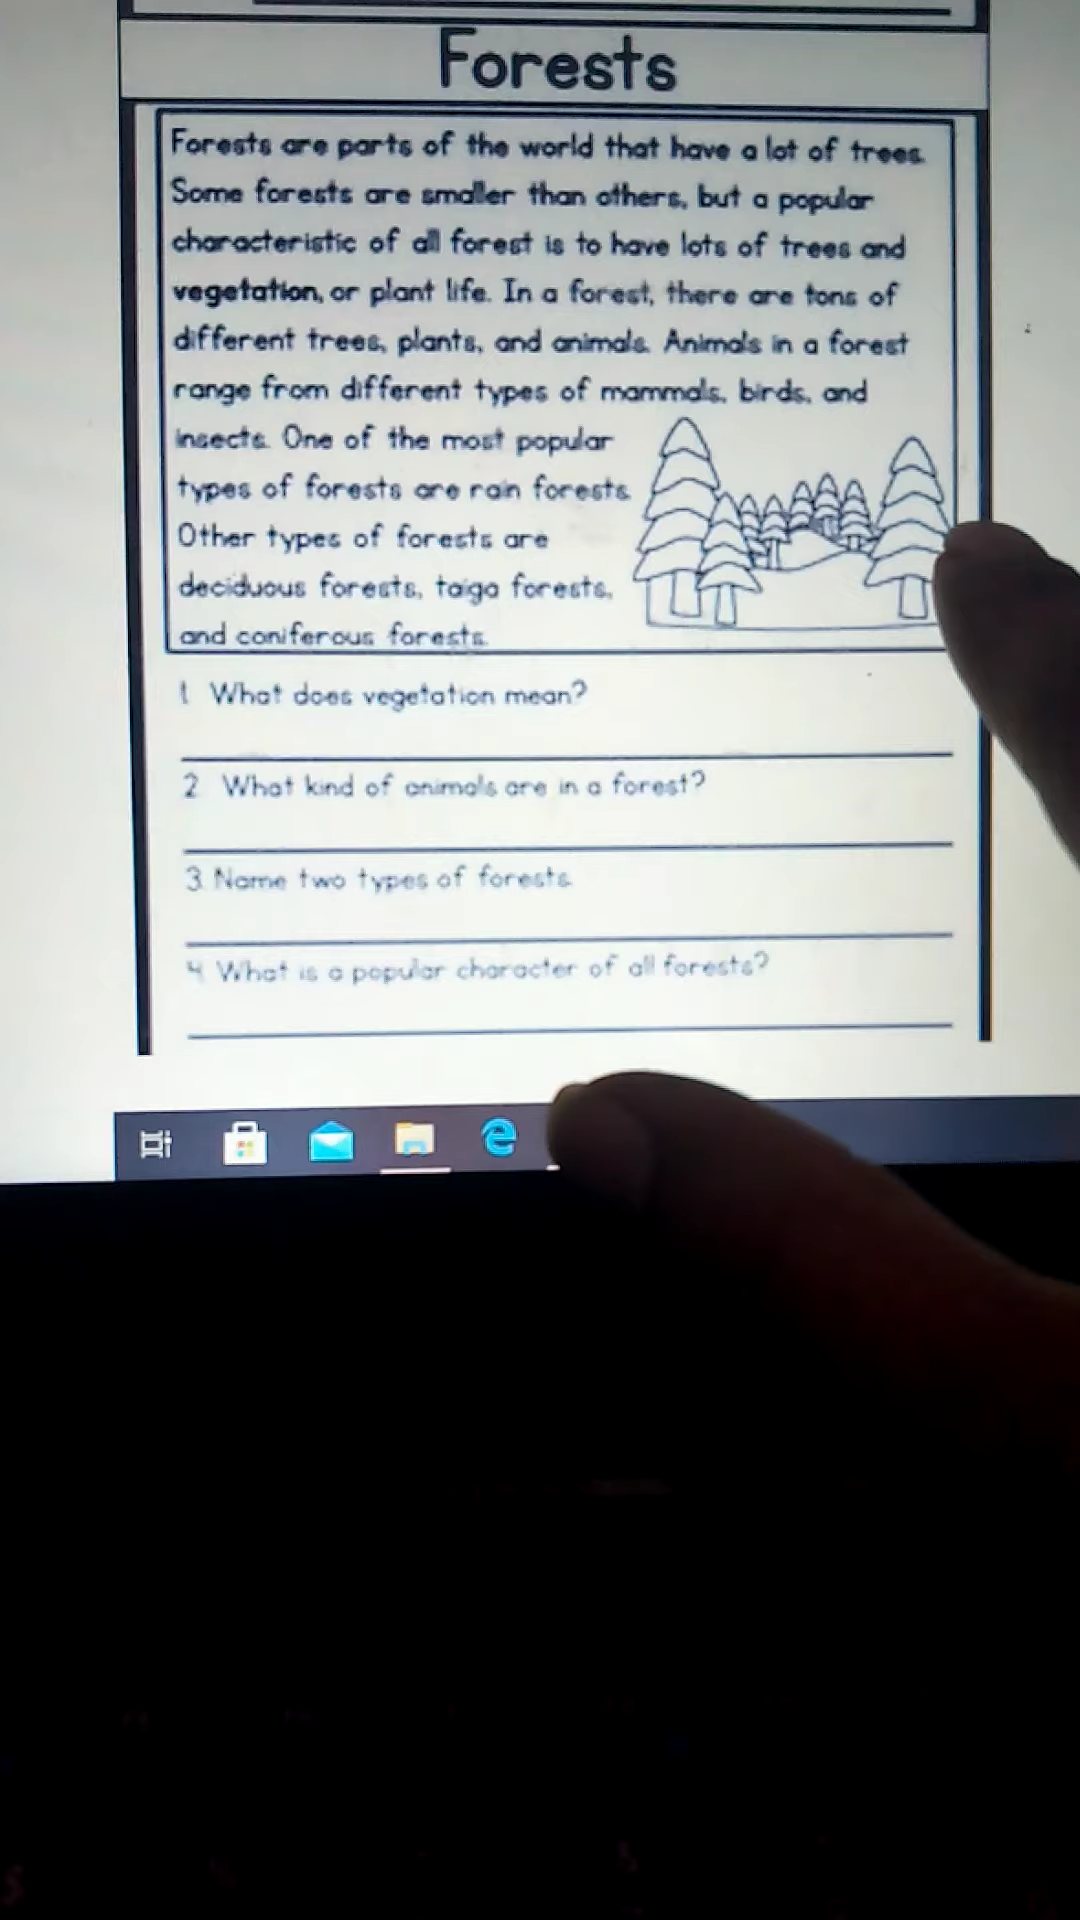 Forests
Forests are parts of the world that have a lot of trees.
Some forests are smaller than others, but a popular
characteristic of all forest is to have lots of trees and
vegetation, or plant life. In a forest, there are tons of
different trees, plants, and animals. Animals in a forest
range from different types of mammals, birds, and
insects. One of the most popular
types of forests are rain forests.
Other types of forests are
deciduous forests, taiga forests,
and coniferous forests.
1. What does vegetation mean?
2. What kind of animals are in a forest?
3. Name two types of forests.
4. What is a popular character of all forests?